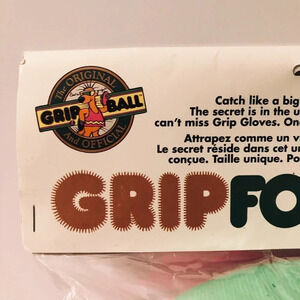 The ORIGINAL
GRIP BALL
And OFFICIAL
Catch like a big
The secret is in the u
can't miss Grip Gloves. On
Attrapez comme un v
Le secret réside dans cet u
conçue. Taille unique. Po
GRIPFO